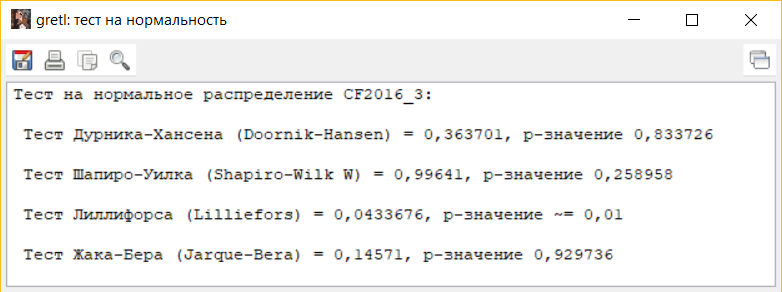 gretl: тест на нормальность
Тест на нормальное распределение CF2016_3:
Тест Дурника-Хансена (Doornik-Hansen) = 0,363701, р-значение 0,833726
Тест Шапиро-Уилка (Shapiro-Wilk W) = 0,99641, р-значение 0,258958
Тест Лиллифорса (Lilliefors) = 0,0433676, р-значение ~= 0,01
Тест Жака-Бера (Jarque-Bera) = 0,14571, р-значение 0,929736